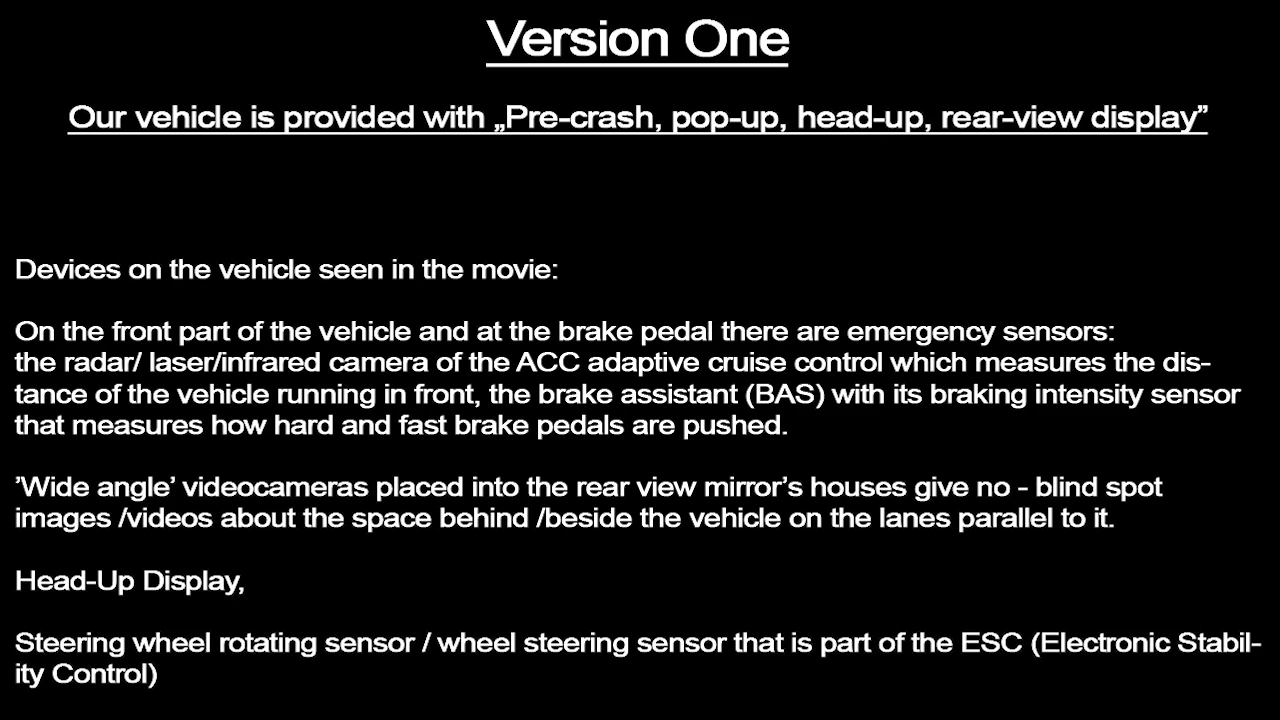 Version One
Our vehicle is provided with „Pre-crash, pop-up, head-up, rear-view display”
Devices on the vehicle seen in the movie:
On the front part of the vehicle and at the brake pedal there are emergency sensors:
the radar/ laser/infrared camera of the ACC adaptive cruise control which measures the dis-
tance of the vehicle running in front, the brake assistant (BAS) with its braking intensity sensor
that measures how hard and fast brake pedals are pushed.
’Wide angle’ videocameras placed into the rear view mirror’s houses give no - blind spot
images /videos about the space behind /beside the vehicle on the lanes parallel to it.
Head-Up Display,
Steering wheel rotating sensor / wheel steering sensor that is part of the ESC (Electronic Stabil-
ity Control)